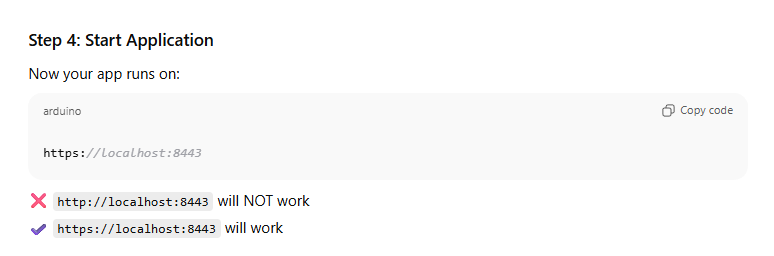 Step 4: Start Application
Now your app runs on:
arduino
Copy code
https://localhost:8443
http://localhost:8443 will NOT work
https://localhost:8443 will work